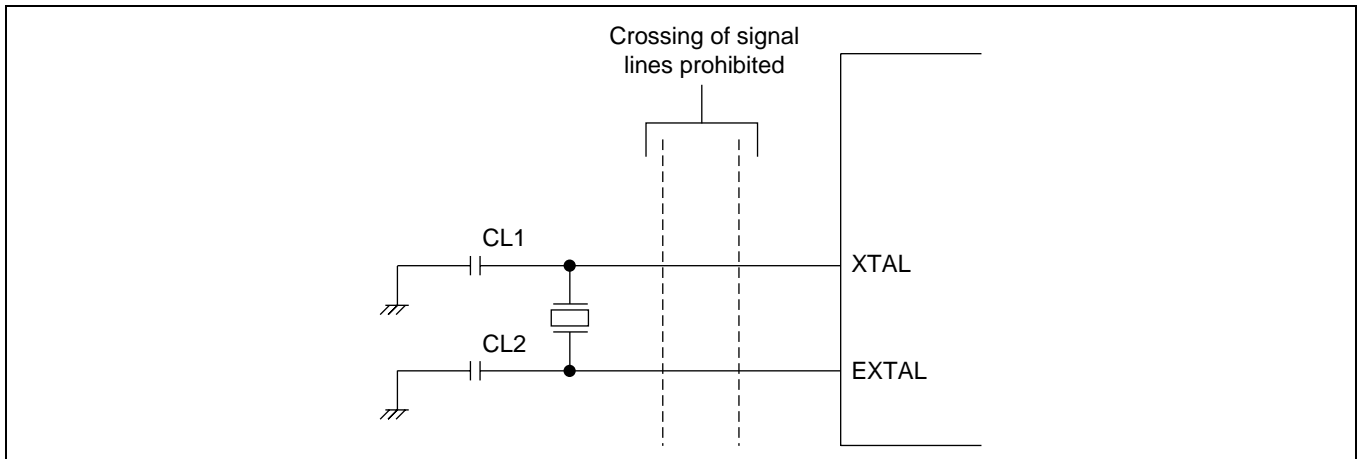 Crossing of signal
lines prohibited
CL1
XTAL
CL2
EXTAL